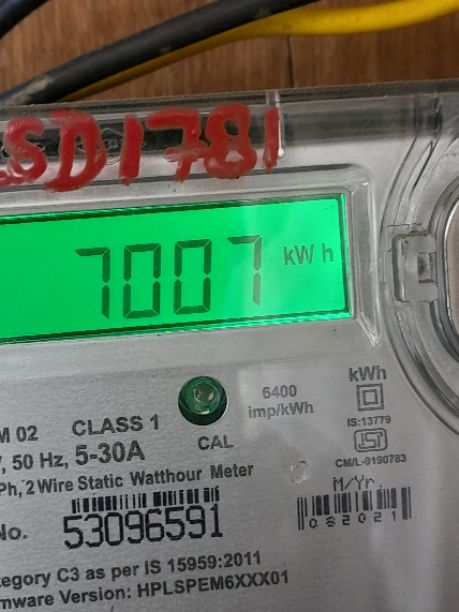 SD1781
7007 kWh
6400
imp/kWh
kWh
IS:13779
CM/L-9190783
M 02 CLASS 1
, 50 Hz, 5-30A
CAL
Ph, 2 Wire Static Watthour Meter
M/Yr.
No. 53096591
082021
tegory C3 as per IS 15959:2011
mware Version: HPLSPEM6XXX01